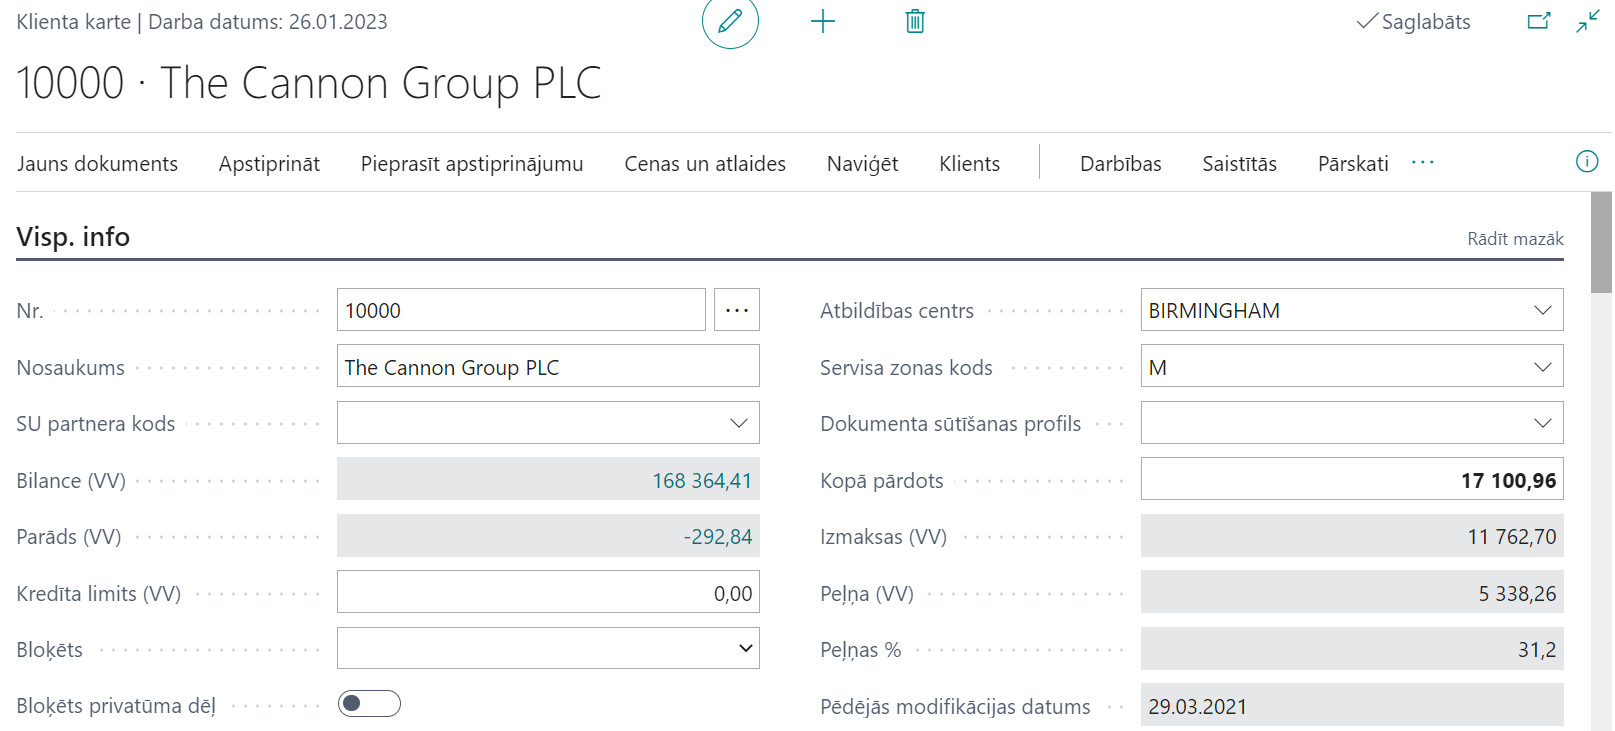 Klienta karte | Darba datums: 26.01.2023
Saglabāts
10000 · The Cannon Group PLC
Jauns dokuments Apstiprināt Pieprasīt apstiprinājumu Cenas un atlaides Naviģēt Klients Darbības Saistītās Pārskati ···
Visp. info
Rādīt mazāk
Nr. 10000 ···
Nosaukums The Cannon Group PLC
SU partnera kods
Bilance (VV) 168 364,41
Parāds (VV) -292,84
Kredīta limits (VV) 0,00
Bloķēts
Bloķēts privatūma dēļ
Atbildības centrs BIRMINGHAM
Servisa zonas kods M
Dokumenta sūtīšanas profils
Kopā pārdots 17 100,96
Izmaksas (VV) 11 762,70
Peļņa (VV) 5 338,26
Peļņas % 31,2
Pēdējās modifikācijas datums 29.03.2021